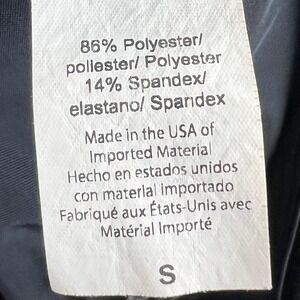 86% Polyester/
poliester/ Polyester
14% Spandex/
elastano/ Spandex
Made in the USA of
Imported Material
Hecho en estados unidos
con material importado
Fabriqué aux États-Unis avec
Matérial Importé
S